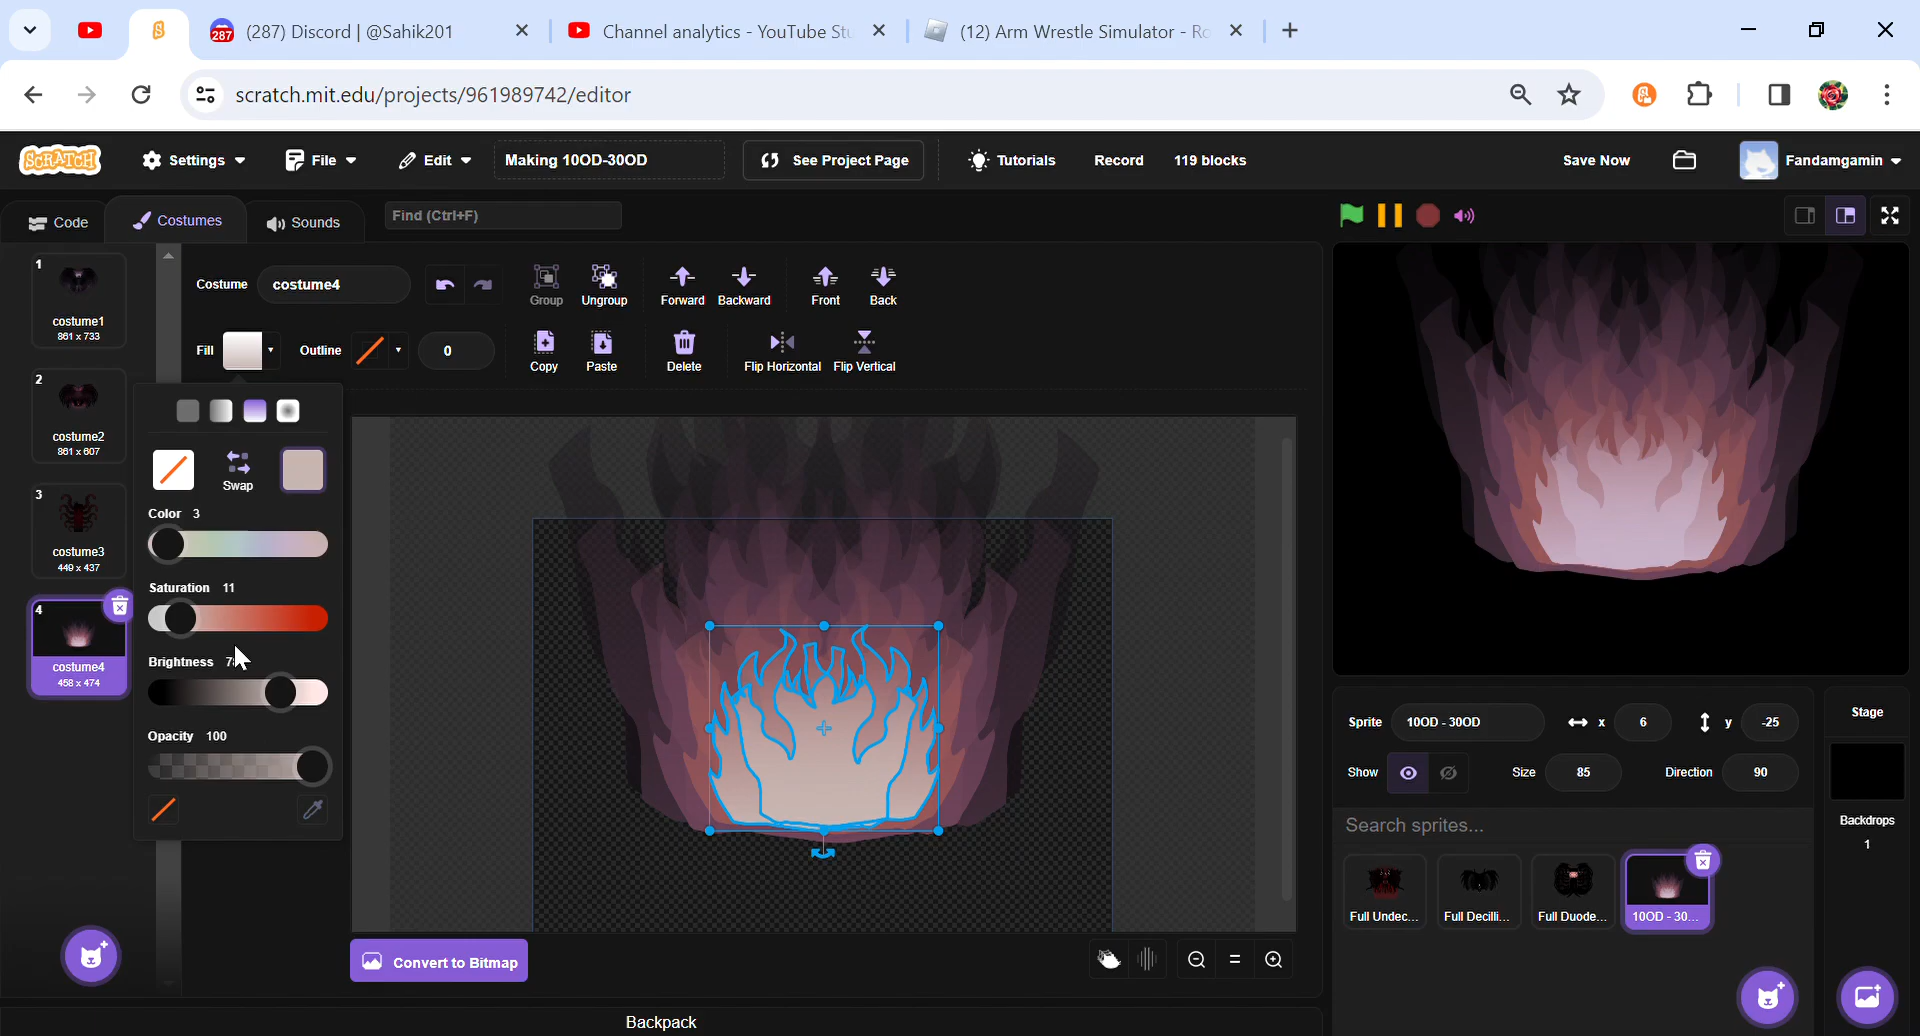 287
(287) Discord | @Sahik201
Channel analytics - YouTube Stu
(12) Arm Wrestle Simulator - Ro
scratch.mit.edu/projects/961989742/editor
SCRATCH
Settings
File
Edit
Making 10OD-30OD
See Project Page
Tutorials
Record
119 blocks
Save Now
Fandamgamin
Code
Costumes
Sounds
Find (Ctrl+F)
Costume
costume4
Group
Ungroup
Forward
Backward
Front
Back
Fill
Outline
0
Copy
Paste
Delete
Flip Horizontal
Flip Vertical
1
costume1
861 x 733
2
costume2
861 x 607
3
costume3
449 x 437
4
costume4
458 x 474
Swap
Color 3
Saturation 11
Brightness
Opacity 100
Convert to Bitmap
Backpack
Sprite
10OD - 30OD
x
6
y
-25
Show
Size
85
Direction
90
Search sprites...
Full Undec...
Full Decilli...
Full Duode...
10OD - 30...
Stage
Backdrops
1